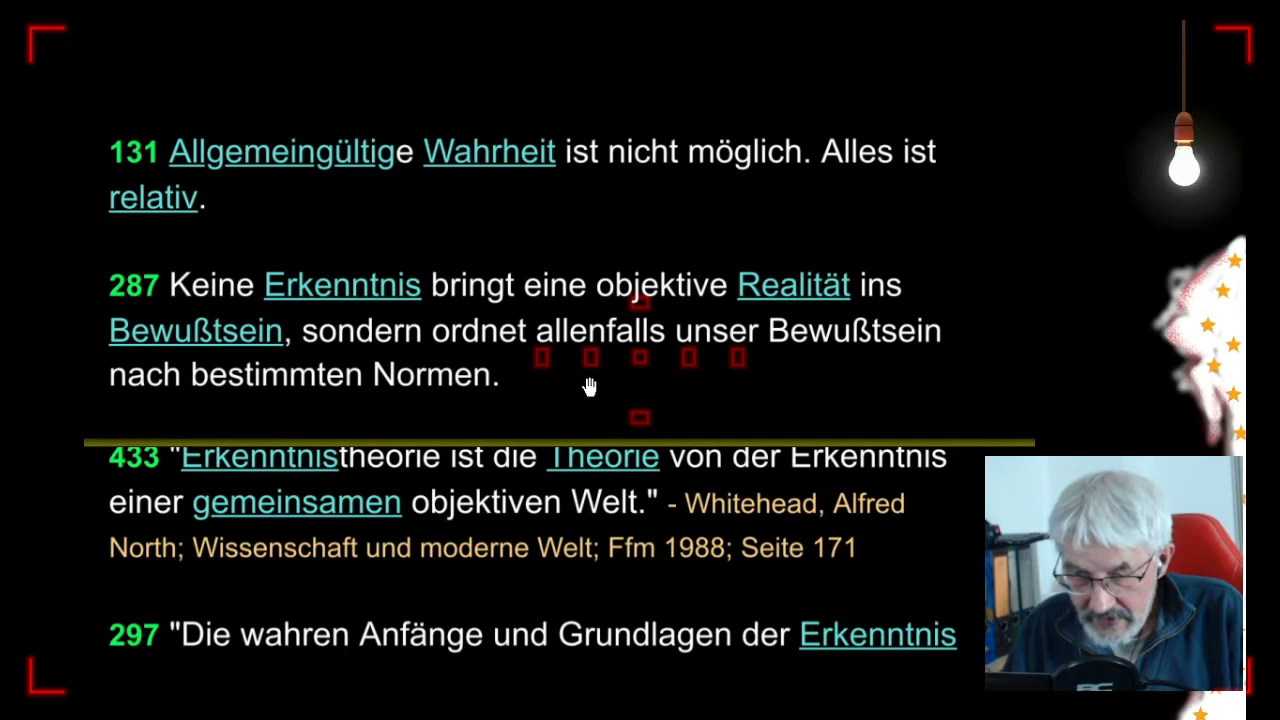 131 Allgemeingültige Wahrheit ist nicht möglich. Alles ist
relativ.
287 Keine Erkenntnis bringt eine objektive Realität ins
Bewußtsein, sondern ordnet allenfalls unser Bewußtsein
nach bestimmten Normen.
433 "Erkenntnistheorie ist die Theorie von der Erkenntnis
einer gemeinsamen objektiven Welt." - Whitehead, Alfred
North; Wissenschaft und moderne Welt; Ffm 1988; Seite 171
297 "Die wahren Anfänge und Grundlagen der Erkenntnis